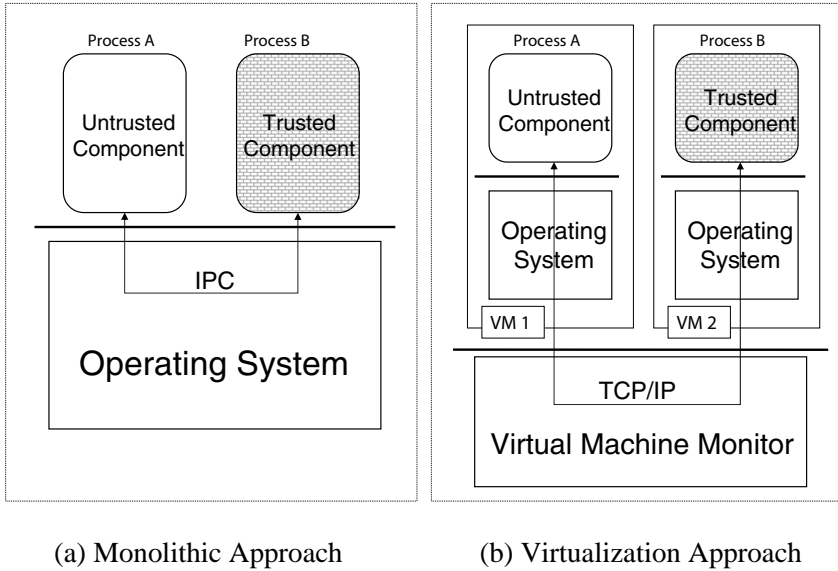 Process A
Process B
Untrusted
Component
Trusted
Component
IPC
Operating System
Process A
Process B
Untrusted
Component
Trusted
Component
Operating
System
Operating
System
VM 1
VM 2
TCP/IP
Virtual Machine Monitor
(a) Monolithic Approach
(b) Virtualization Approach